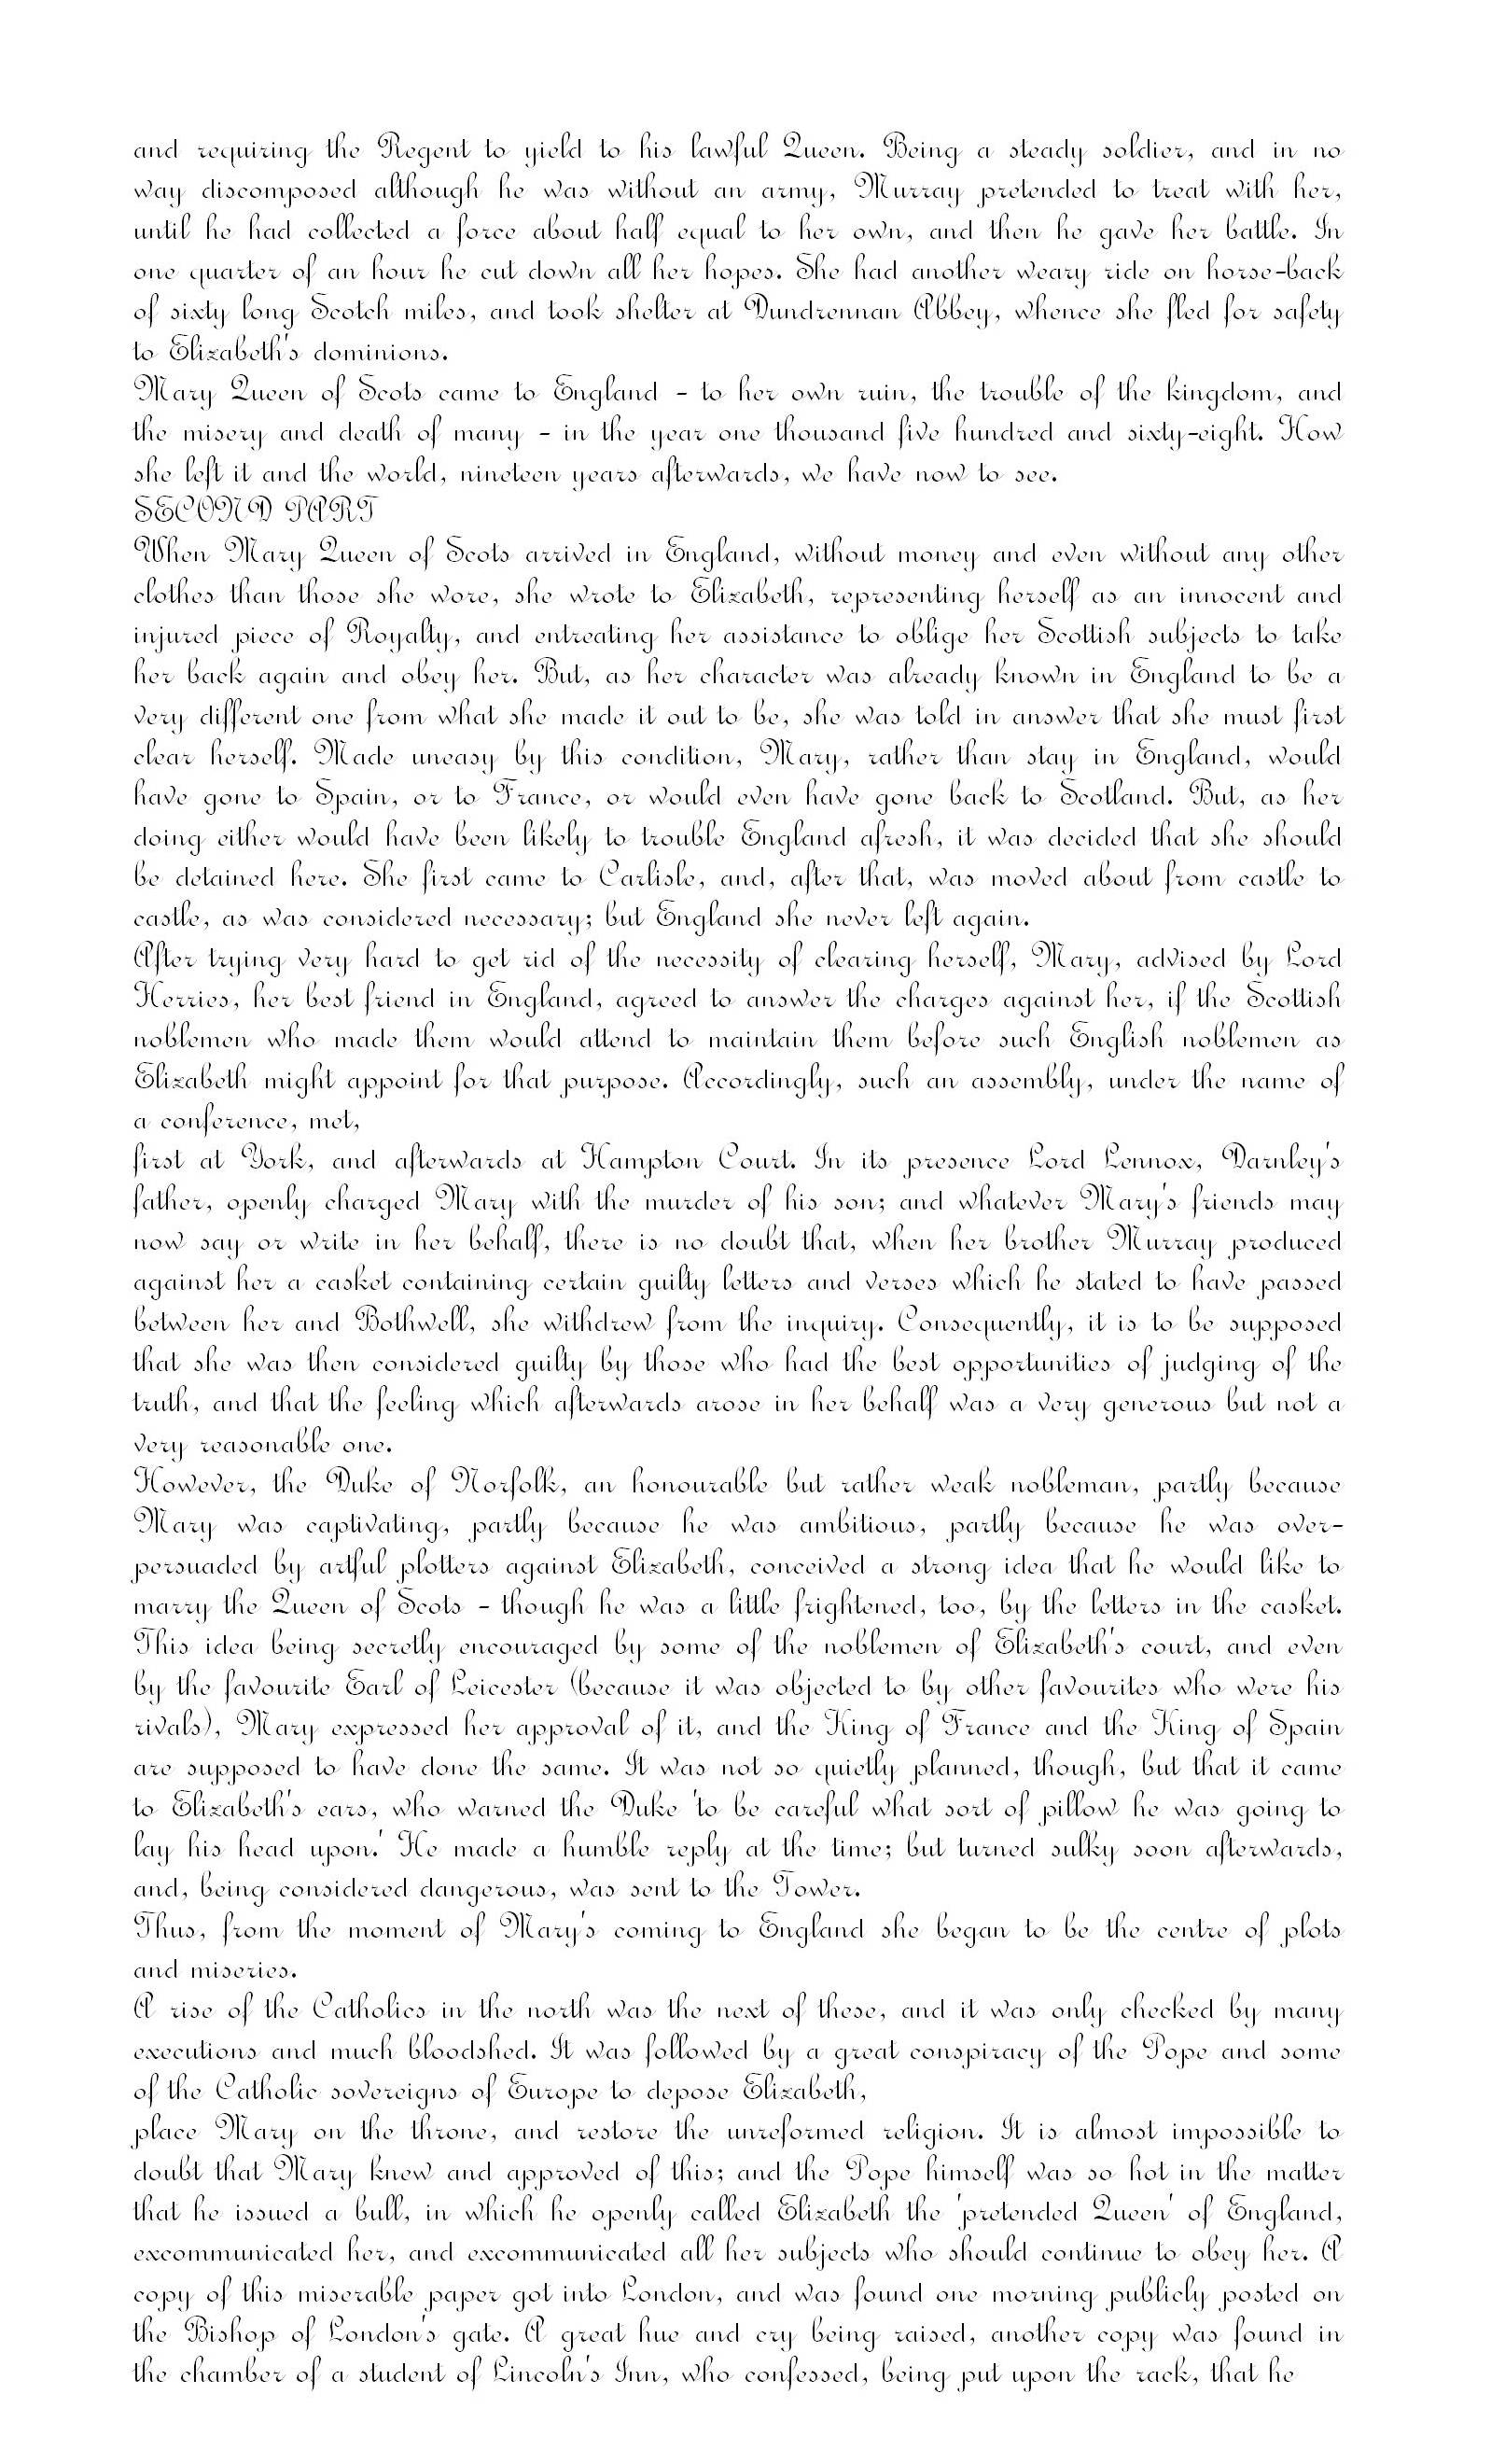 and requiring the Regent to yield to his lawful Queen. Being a steady soldier, and in no
way discomposed although he was without an army, Murray pretended to treat with her,
until he had collected a force about half equal to her own, and then he gave her battle. In
one quarter of an hour he cut down all her hopes. She had another weary ride on horse-back
of sixty long Scotch miles, and took shelter at Dundrennan Abbey, whence she fled for safety
to Elizabeth's dominions.
Mary Queen of Scots came to England - to her own ruin, the trouble of the kingdom, and
the misery and death of many - in the year one thousand five hundred and sixty-eight. How
she left it and the world, nineteen years afterwards, we have now to see.
SECOND PART
When Mary Queen of Scots arrived in England, without money and even without any other
clothes than those she wore, she wrote to Elizabeth, representing herself as an innocent and
injured piece of Royalty, and entreating her assistance to oblige her Scottish subjects to take
her back again and obey her. But, as her character was already known in England to be a
very different one from what she made it out to be, she was told in answer that she must first
clear herself. Made uneasy by this condition, Mary, rather than stay in England, would
have gone to Spain, or to France, or would even have gone back to Scotland. But, as her
doing either would have been likely to trouble England afresh, it was decided that she should
be detained here. She first came to Carlisle, and, after that, was moved about from castle to
castle, as was considered necessary; but England she never left again.
After trying very hard to get rid of the necessity of clearing herself, Mary, advised by Lord
Herries, her best friend in England, agreed to answer the charges against her, if the Scottish
noblemen who made them would attend to maintain them before such English noblemen as
Elizabeth might appoint for that purpose. Accordingly, such an assembly, under the name of
a conference, met,
first at York, and afterwards at Hampton Court. In its presence Lord Lennox, Darnley's
father, openly charged Mary with the murder of his son; and whatever Mary's friends may
now say or write in her behalf, there is no doubt that, when her brother Murray produced
against her a casket containing certain guilty letters and verses which he stated to have passed
between her and Bothwell, she withdrew from the inquiry. Consequently, it is to be supposed
that she was then considered guilty by those who had the best opportunities of judging of the
truth, and that the feeling which afterwards arose in her behalf was a very generous but not a
very reasonable one.
However, the Duke of Norfolk, an honourable but rather weak nobleman, partly because
Mary was captivating, partly because he was ambitious, partly because he was over-
persuaded by artful plotters against Elizabeth, conceived a strong idea that he would like to
marry the Queen of Scots - though he was a little frightened, too, by the letters in the casket.
This idea being secretly encouraged by some of the noblemen of Elizabeth's court, and even
by the favourite Earl of Leicester (because it was objected to by other favourites who were his
rivals), Mary expressed her approval of it, and the King of France and the King of Spain
are supposed to have done the same. It was not so quietly planned, though, but that it came
to Elizabeth's ears, who warned the Duke 'to be careful what sort of pillow he was going to
lay his head upon.' He made a humble reply at the time; but turned sulky soon afterwards,
and, being considered dangerous, was sent to the Tower.
Thus, from the moment of Mary's coming to England she began to be the centre of plots
and miseries.
A rise of the Catholics in the north was the next of these, and it was only checked by many
executions and much bloodshed. It was followed by a great conspiracy of the Pope and some
of the Catholic sovereigns of Europe to depose Elizabeth,
place Mary on the throne, and restore the unreformed religion. It is almost impossible to
doubt that Mary knew and approved of this; and the Pope himself was so hot in the matter
that he issued a bull, in which he openly called Elizabeth the 'pretended Queen' of England,
excommunicated her, and excommunicated all her subjects who should continue to obey her. A
copy of this miserable paper got into London, and was found one morning publicly posted on
the Bishop of London's gate. A great hue and cry being raised, another copy was found in
the chamber of a student of Lincoln's Inn, who confessed, being put upon the rack, that he